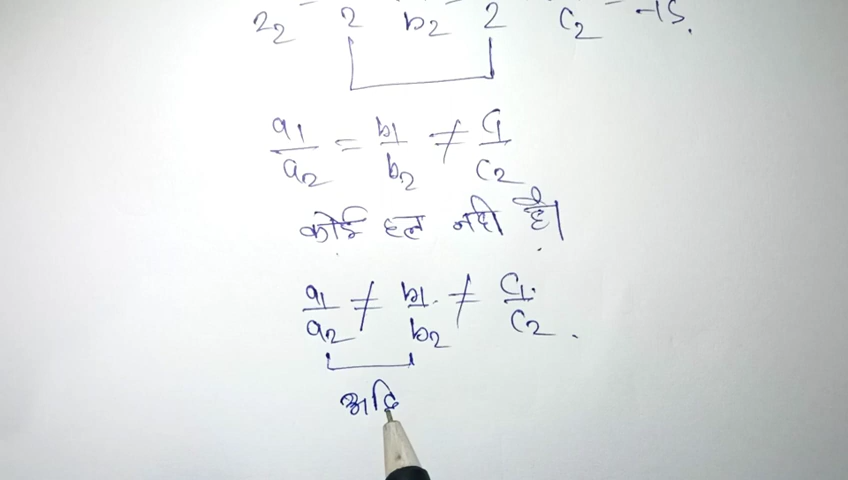 a₂ 2 b₂ 2 c₂ -15.
a₁/a₂ = b₁/b₂ ≠ c₁/c₂
कोई हल नही है।
a₁/a₂ ≠ b₁/b₂ ≠ c₁/c₂.
अदि